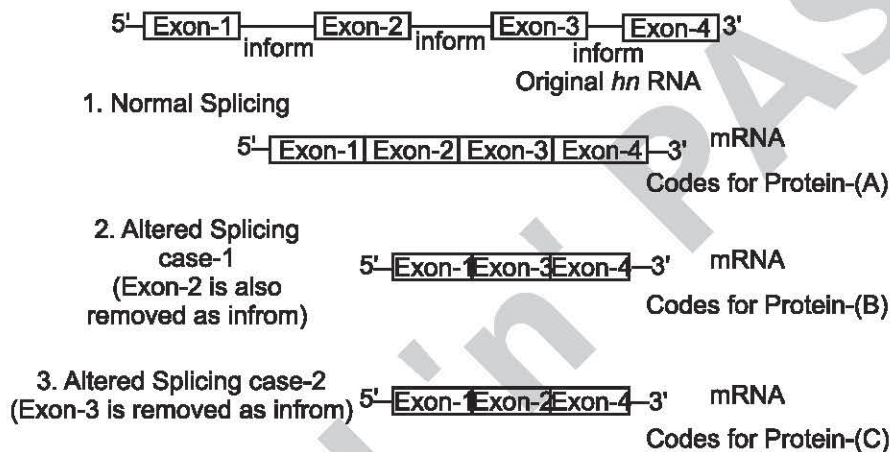 5' Exon-1 Exon-2 Exon-3 Exon-4 3'
inform inform inform
Original hn RNA
1. Normal Splicing
5' Exon-1 Exon-2 Exon-3 Exon-4 3' mRNA
Codes for Protein-(A)
2. Altered Splicing
case-1
(Exon-2 is also
removed as infrom)
5' Exon-1 Exon-3 Exon-4 3' mRNA
Codes for Protein-(B)
3. Altered Splicing case-2
(Exon-3 is removed as infrom)
5' Exon-1 Exon-2 Exon-4 3' mRNA
Codes for Protein-(C)